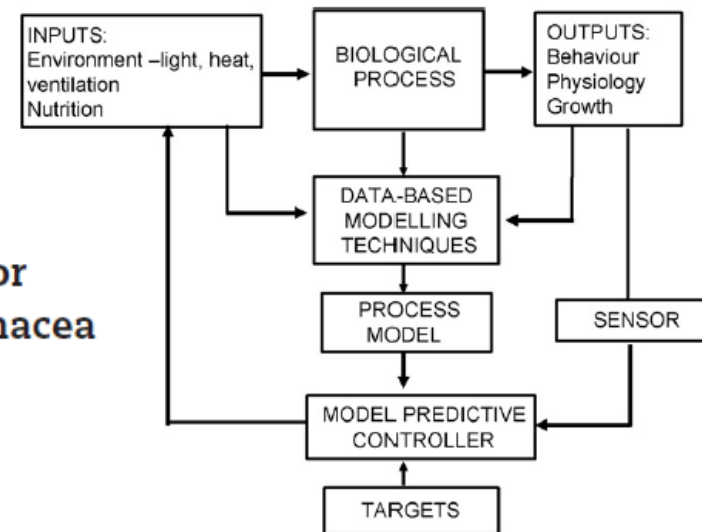 INPUTS:
Environment –light, heat,
ventilation
Nutrition
BIOLOGICAL
PROCESS
OUTPUTS:
Behaviour
Physiology
Growth
DATA-BASED
MODELLING
TECHNIQUES
PROCESS
MODEL
SENSOR
MODEL PREDICTIVE
CONTROLLER
TARGETS
or